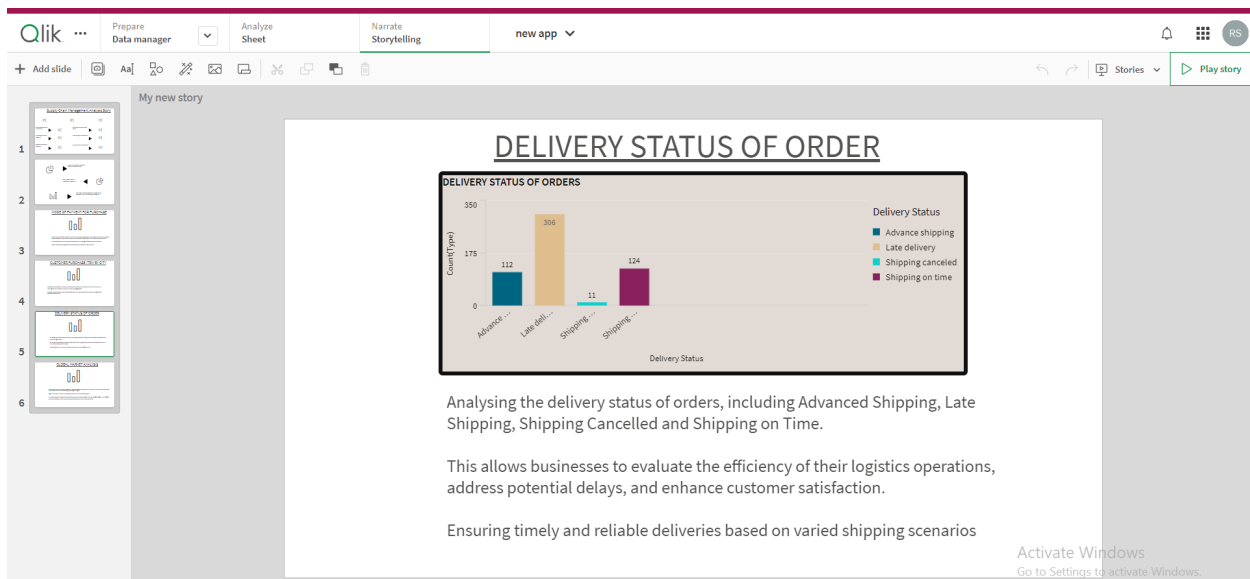 Qlik
Prepare
Data manager
Analyze
Sheet
Narrate
Storytelling
new app
RS
Add slide
Stories
Play story
My new story
1
2
3
4
5
6
DELIVERY STATUS OF ORDER
DELIVERY STATUS OF ORDERS
350
175
0
Count(Type)
112
306
11
124
Advance ...
Late deli...
Shipping ...
Shipping ...
Delivery Status
Delivery Status
Advance shipping
Late delivery
Shipping canceled
Shipping on time
Analysing the delivery status of orders, including Advanced Shipping, Late
Shipping, Shipping Cancelled and Shipping on Time.
This allows businesses to evaluate the efficiency of their logistics operations,
address potential delays, and enhance customer satisfaction.
Ensuring timely and reliable deliveries based on varied shipping scenarios
Activate Windows
Go to Settings to activate Windows.